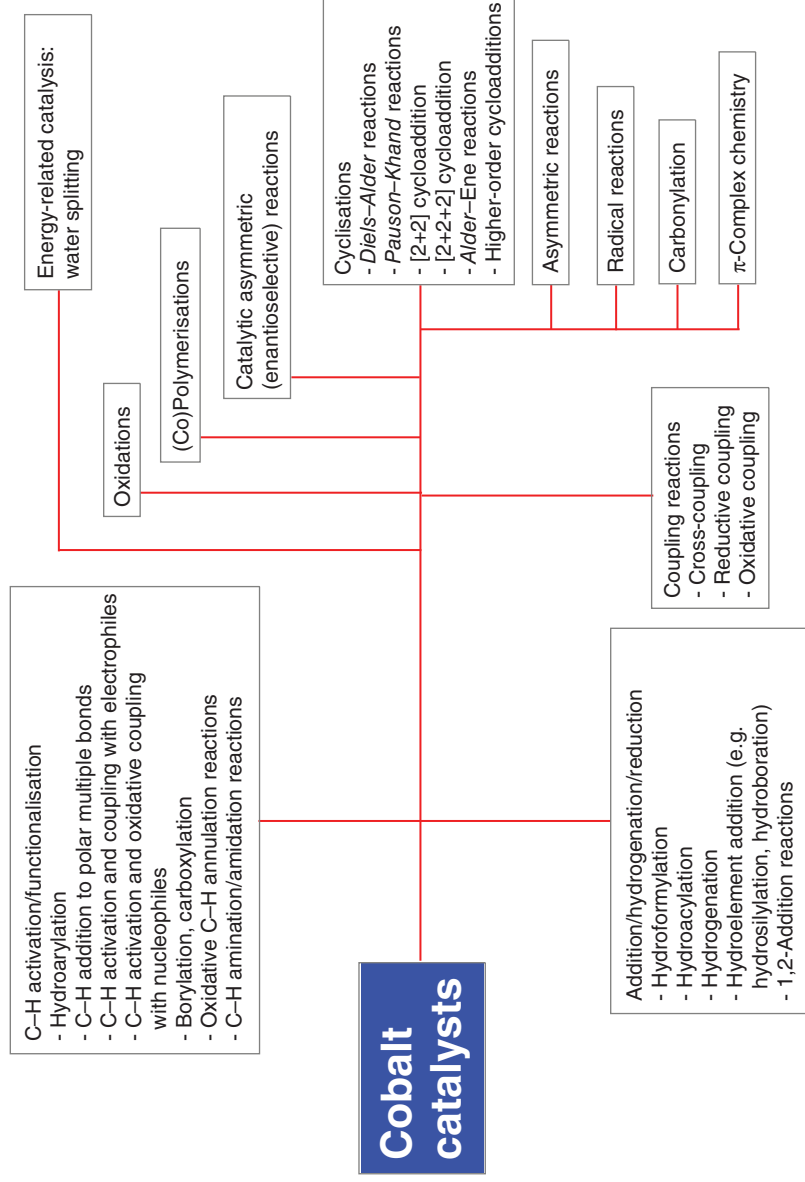 Cobalt
catalysts
C–H activation/functionalisation
- Hydroarylation
- C–H addition to polar multiple bonds
- C–H activation and coupling with electrophiles
- C–H activation and oxidative coupling
with nucleophiles
- Borylation, carboxylation
- Oxidative C–H annulation reactions
- C–H amination/amidation reactions
Addition/hydrogenation/reduction
- Hydroformylation
- Hydroacylation
- Hydrogenation
- Hydroelement addition (e.g.
hydrosilylation, hydroboration)
- 1,2-Addition reactions
Energy-related catalysis:
water splitting
Oxidations
(Co)Polymerisations
Catalytic asymmetric
(enantioselective) reactions
Coupling reactions
- Cross-coupling
- Reductive coupling
- Oxidative coupling
Cyclisations
- Diels–Alder reactions
- Pauson–Khand reactions
- [2+2] cycloaddition
- [2+2+2] cycloaddition
- Alder–Ene reactions
- Higher-order cycloadditions
Asymmetric reactions
Radical reactions
Carbonylation
π-Complex chemistry